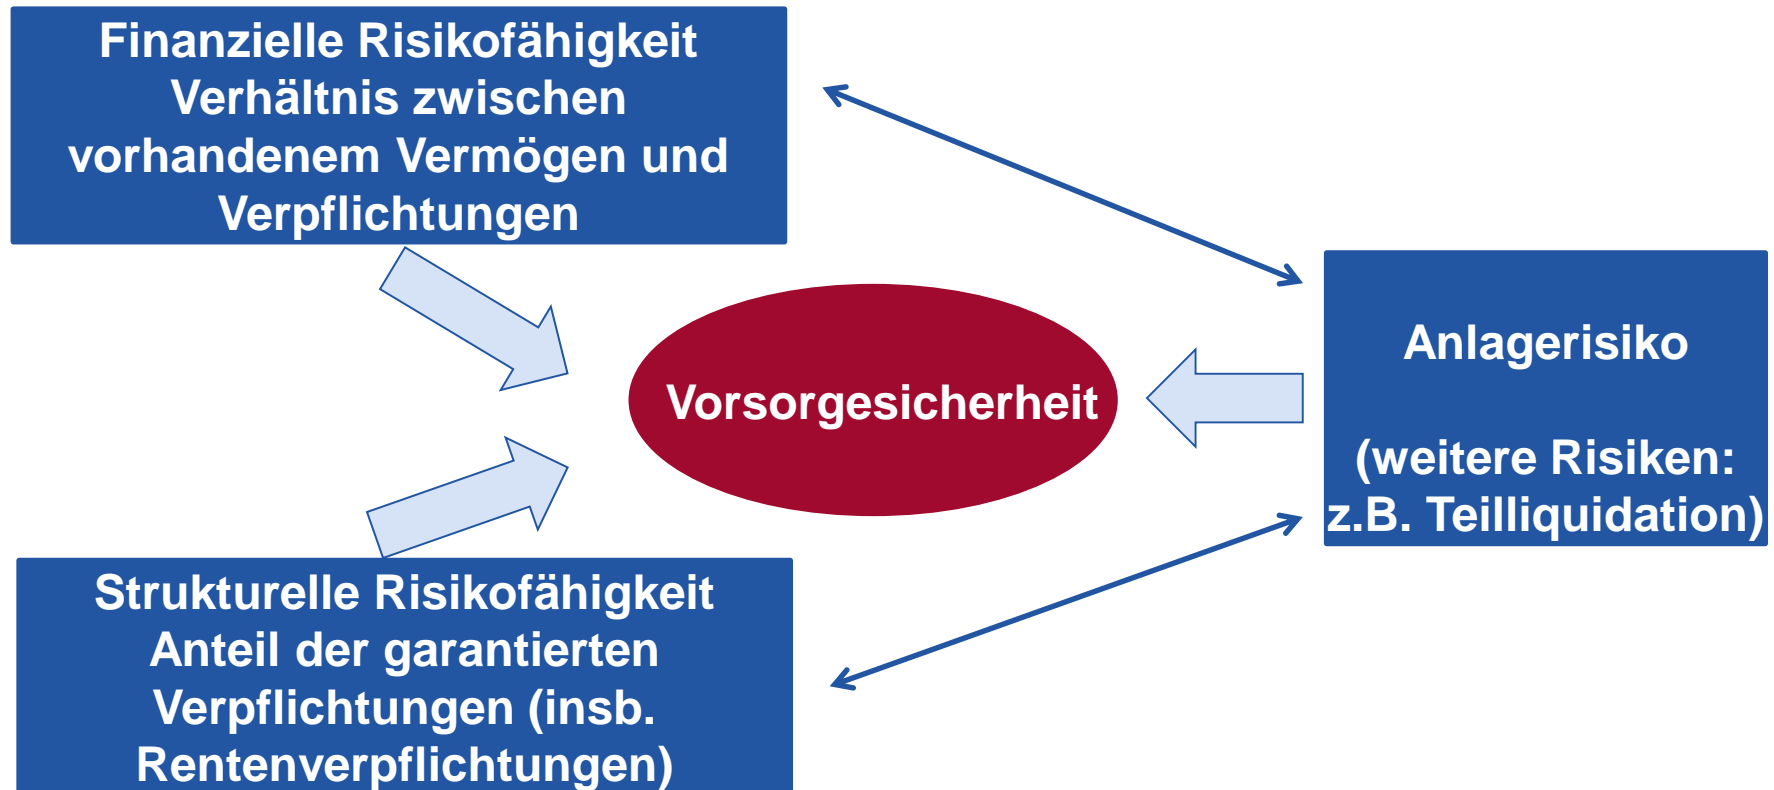 Finanzielle Risikofähigkeit
Verhältnis zwischen
vorhandenem Vermögen und
Verpflichtungen
Vorsorgesicherheit
Anlagerisiko
(weitere Risiken:
z.B. Teilliquidation)
Strukturelle Risikofähigkeit
Anteil der garantierten
Verpflichtungen (insb.
Rentenverpflichtungen)